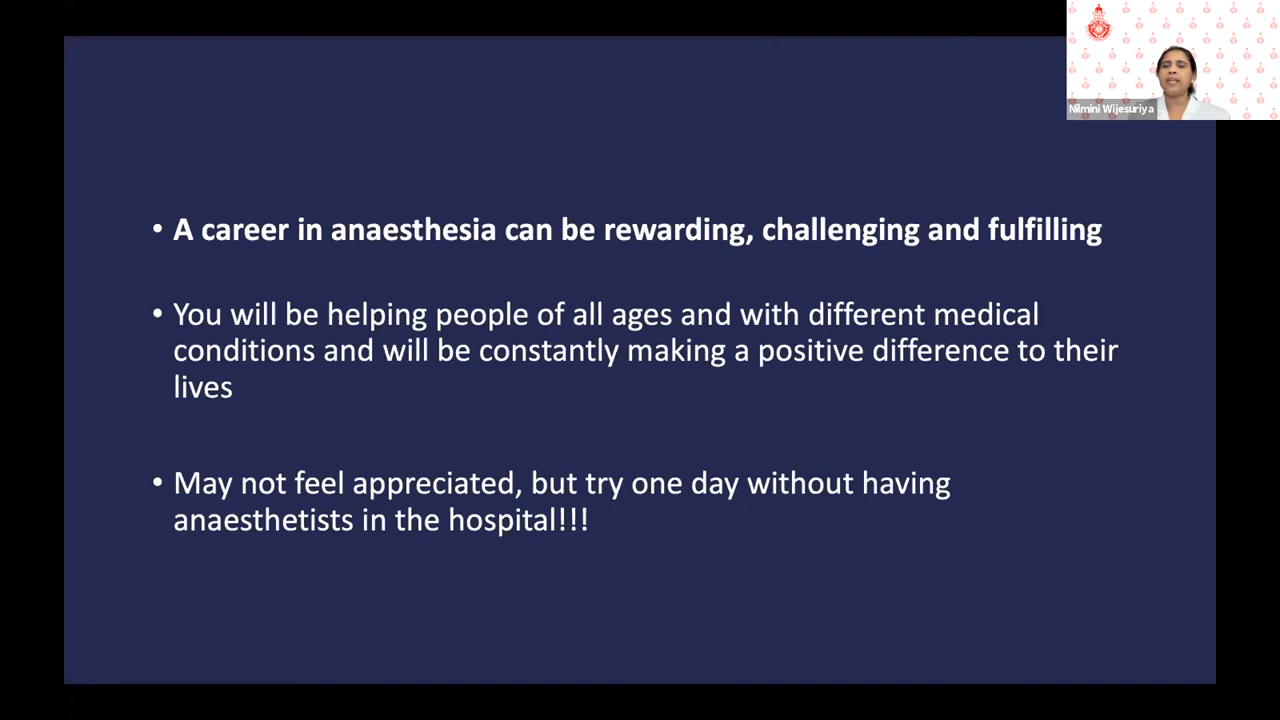 Nilmini Wijesuriya
• A career in anaesthesia can be rewarding, challenging and fulfilling
• You will be helping people of all ages and with different medical
conditions and will be constantly making a positive difference to their
lives
• May not feel appreciated, but try one day without having
anaesthetists in the hospital!!!